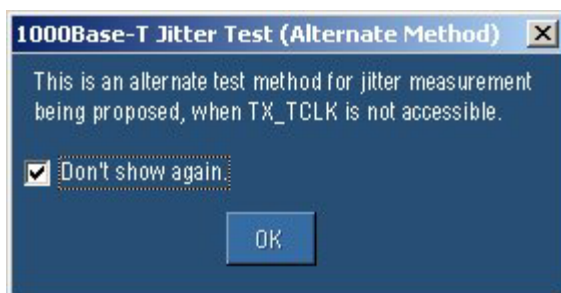 1000Base-T Jitter Test (Alternate Method)
This is an alternate test method for jitter measurement
being proposed, when TX_TCLK is not accessible.
Don't show again.
OK